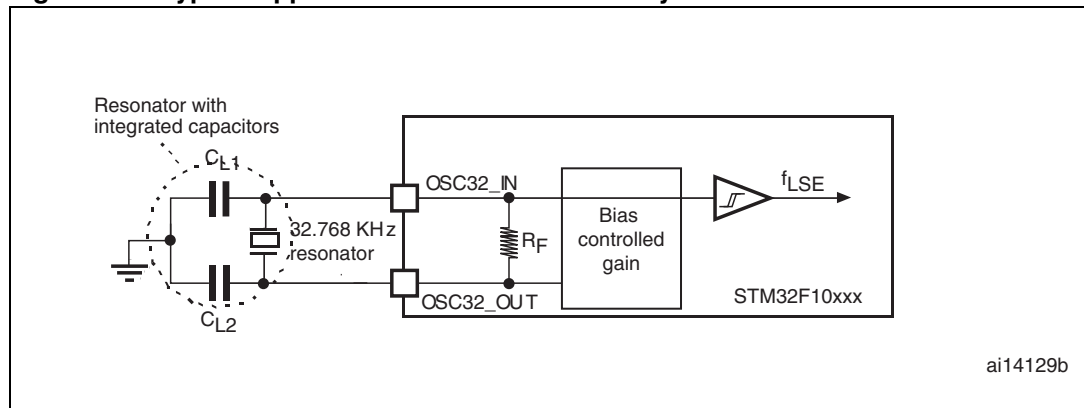 Resonator with
integrated capacitors
CL1
OSC32_IN
fLSE
32.768 KHz
resonator
RF
Bias
controlled
gain
OSC32_OUT
STM32F10xxx
CL2
ai14129b